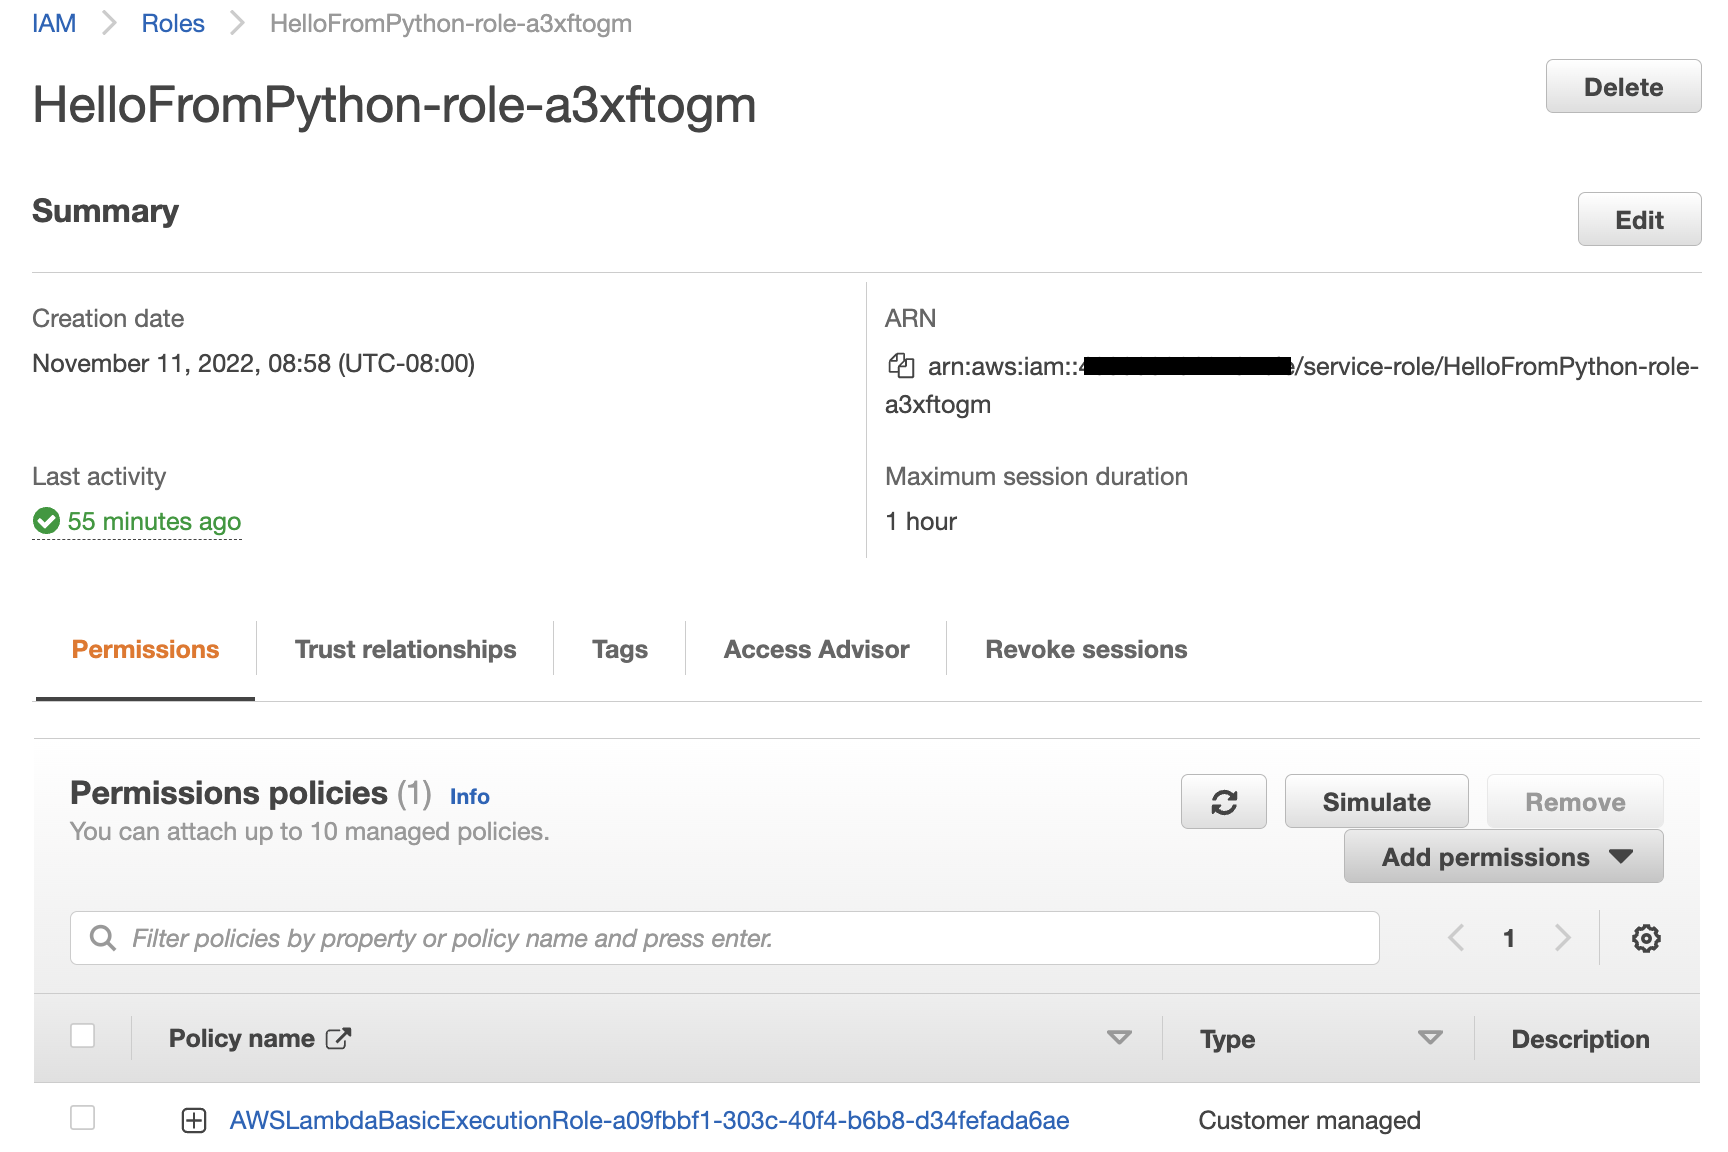 IAM > Roles > HelloFromPython-role-a3xftogm
HelloFromPython-role-a3xftogm
Delete
Summary
Edit
Creation date
November 11, 2022, 08:58 (UTC-08:00)
ARN
arn:aws:iam:: /service-role/HelloFromPython-role-
a3xftogm
Last activity
55 minutes ago
Maximum session duration
1 hour
Permissions Trust relationships Tags Access Advisor Revoke sessions
Permissions policies (1) Info
You can attach up to 10 managed policies.
Simulate Remove
Add permissions
Filter policies by property or policy name and press enter.
1
Policy name Type Description
AWSLambdaBasicExecutionRole-a09fbbf1-303c-40f4-b6b8-d34fefada6ae Customer managed